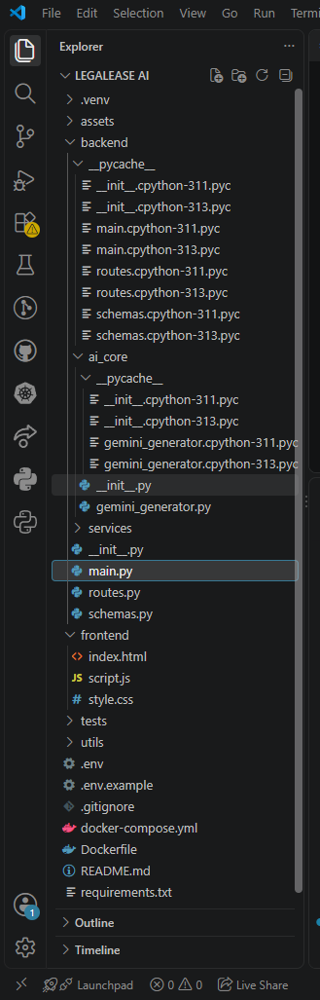 File Edit Selection View Go Run Termi
Explorer
LEGALEASE AI
.venv
assets
backend
__pycache__
__init__.cpython-311.pyc
__init__.cpython-313.pyc
main.cpython-311.pyc
main.cpython-313.pyc
routes.cpython-311.pyc
routes.cpython-313.pyc
schemas.cpython-311.pyc
schemas.cpython-313.pyc
ai_core
__pycache__
__init__.cpython-311.pyc
__init__.cpython-313.pyc
gemini_generator.cpython-311.pyc
gemini_generator.cpython-313.pyc
__init__.py
gemini_generator.py
services
__init__.py
main.py
routes.py
schemas.py
frontend
index.html
JS script.js
# style.css
tests
utils
.env
.env.example
.gitignore
docker-compose.yml
Dockerfile
README.md
requirements.txt
1
Outline
Timeline
Launchpad 0 0 Live Share